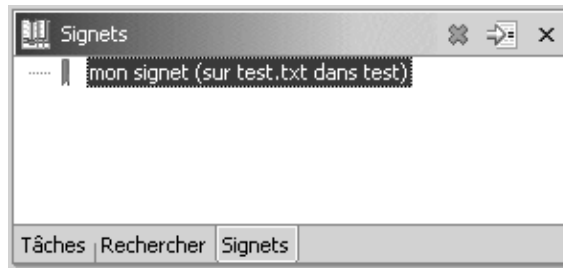 Signets
mon signet (sur test.txt dans test)
Tâches Rechercher Signets